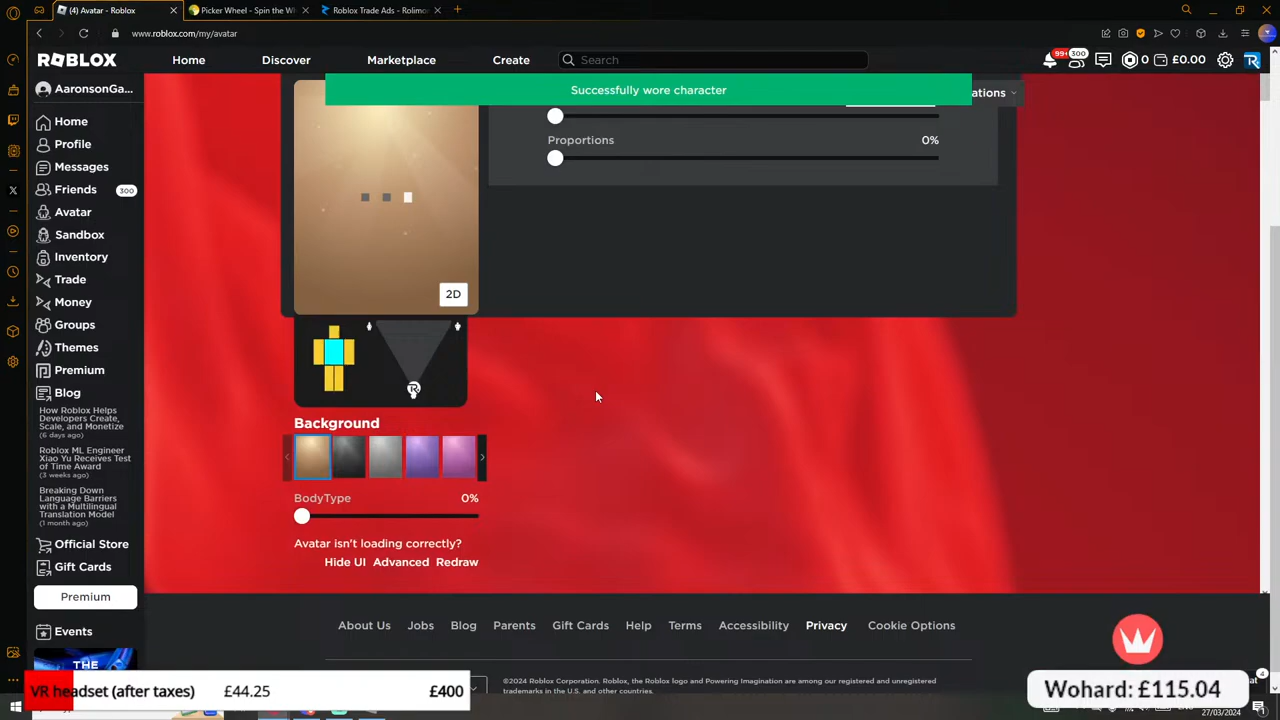 (4) Avatar - Roblox
Picker Wheel - Spin the W
Roblox Trade Ads - Rolimo
www.roblox.com/my/avatar
ROBLOX
Home
Discover
Marketplace
Create
Search
99+
300
0
£0.00
AaronsonGa...
Successfully wore character
ations
Home
Profile
Messages
Friends
300
Avatar
Sandbox
Inventory
Trade
Money
Groups
Themes
Premium
Blog
How Roblox Helps
Developers Create,
Scale, and Monetize
(6 days ago)
Roblox ML Engineer
Xiao Yu Receives Test
of Time Award
(3 weeks ago)
Breaking Down
Language Barriers
with a Multilingual
Translation Model
(1 month ago)
Official Store
Gift Cards
Premium
Events
THE
Proportions
0%
2D
Background
BodyType
0%
Avatar isn't loading correctly?
Hide UI
Advanced
Redraw
About Us
Jobs
Blog
Parents
Gift Cards
Help
Terms
Accessibility
Privacy
Cookie Options
©2024 Roblox Corporation. Roblox, the Roblox logo and Powering Imagination are among our registered and unregistered
trademarks in the U.S. and other countries.
VR headset (after taxes)
£44.25
£400
Wohard: £115.04
27/03/2024